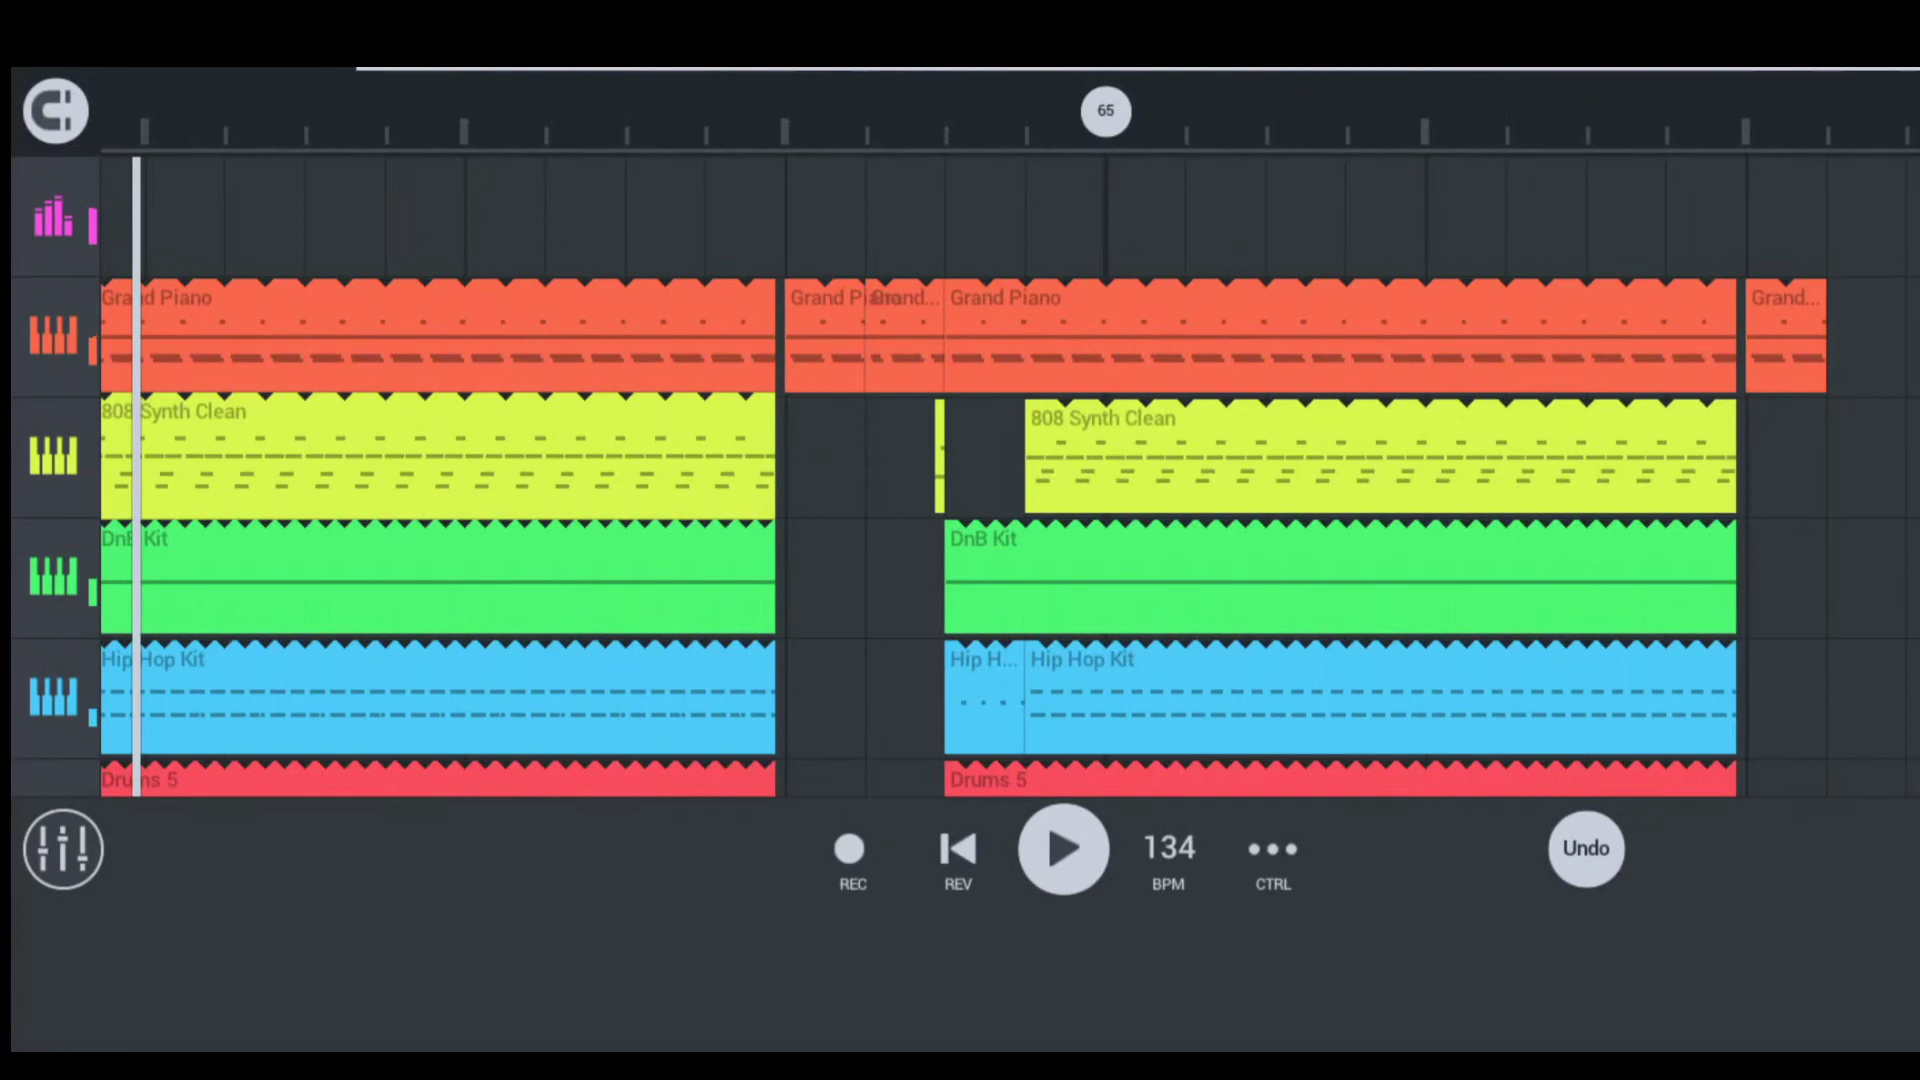 65
Grand Piano
Grand Piano
Grand...
Grand Piano
Grand...
808 Synth Clean
808 Synth Clean
DnB Kit
DnB Kit
Hip Hop Kit
Hip H...
Hip Hop Kit
Drums 5
Drums 5
REC
REV
134
BPM
CTRL
Undo